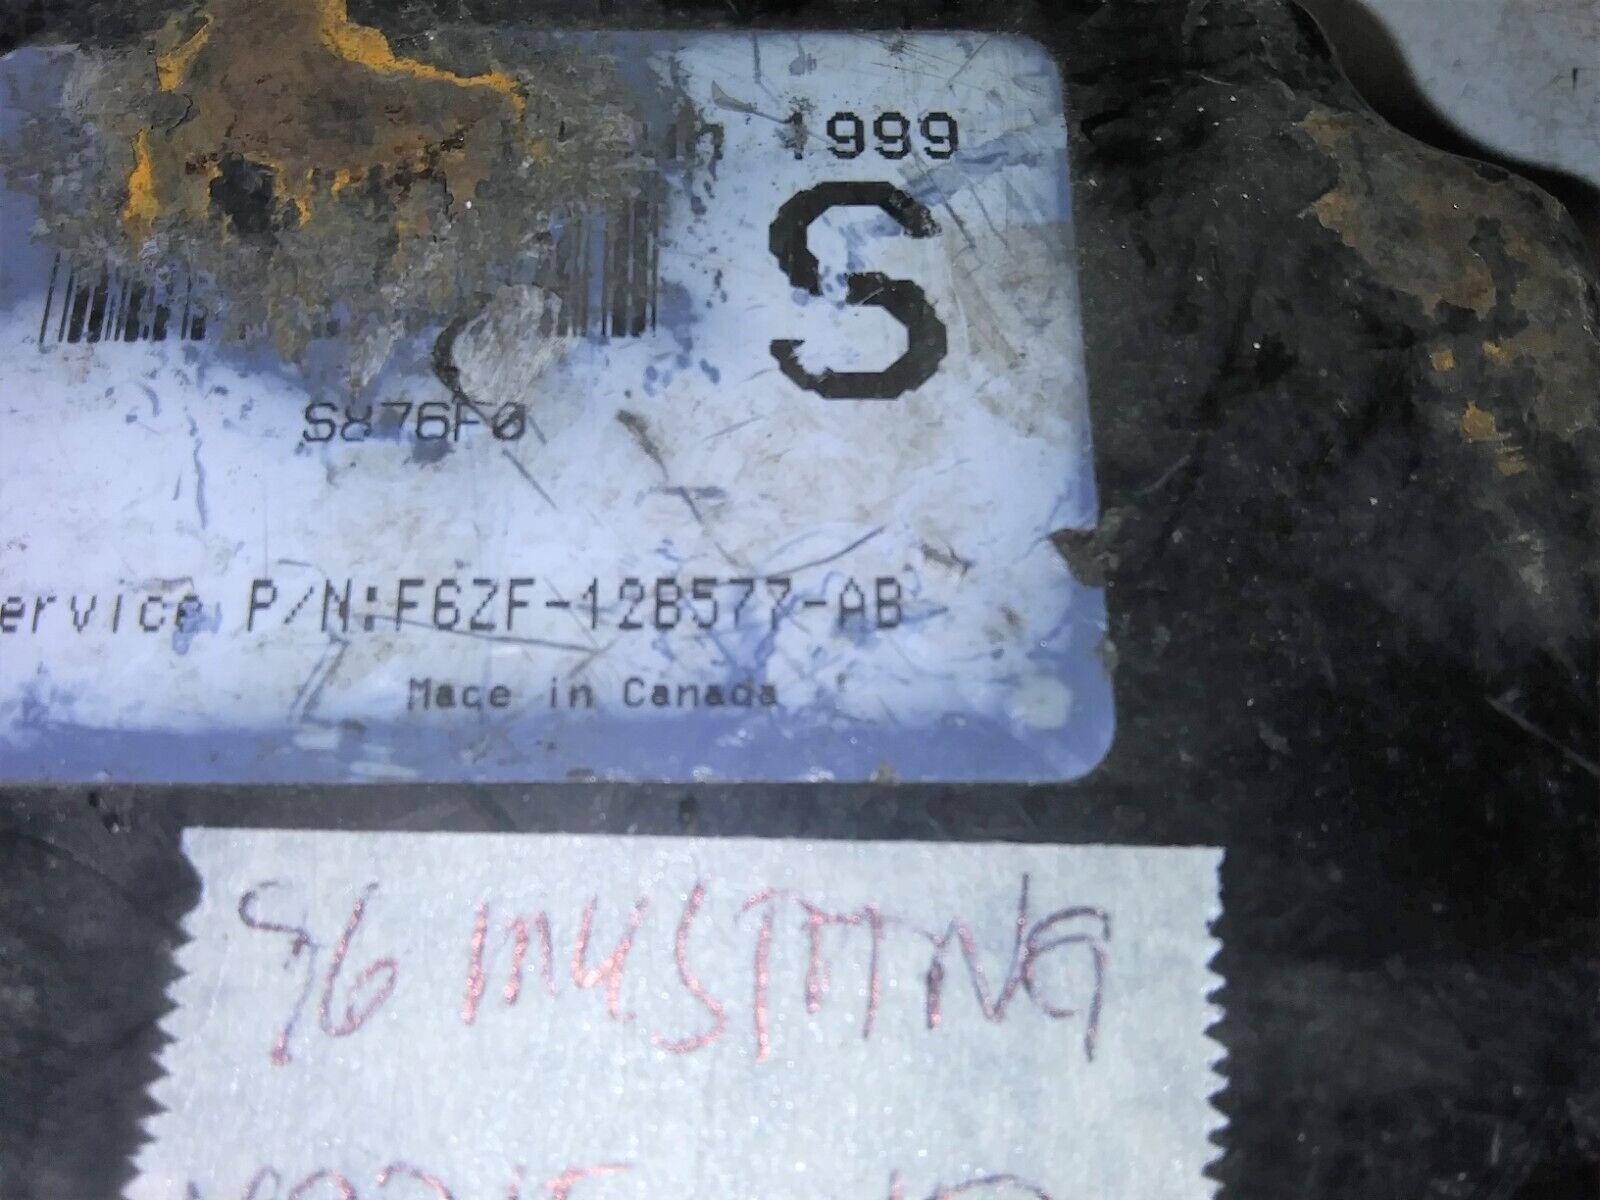 1999
S
S876F0
ervice P/N:F6ZF-12B577-AB
Made in Canada
96 MUSTANG